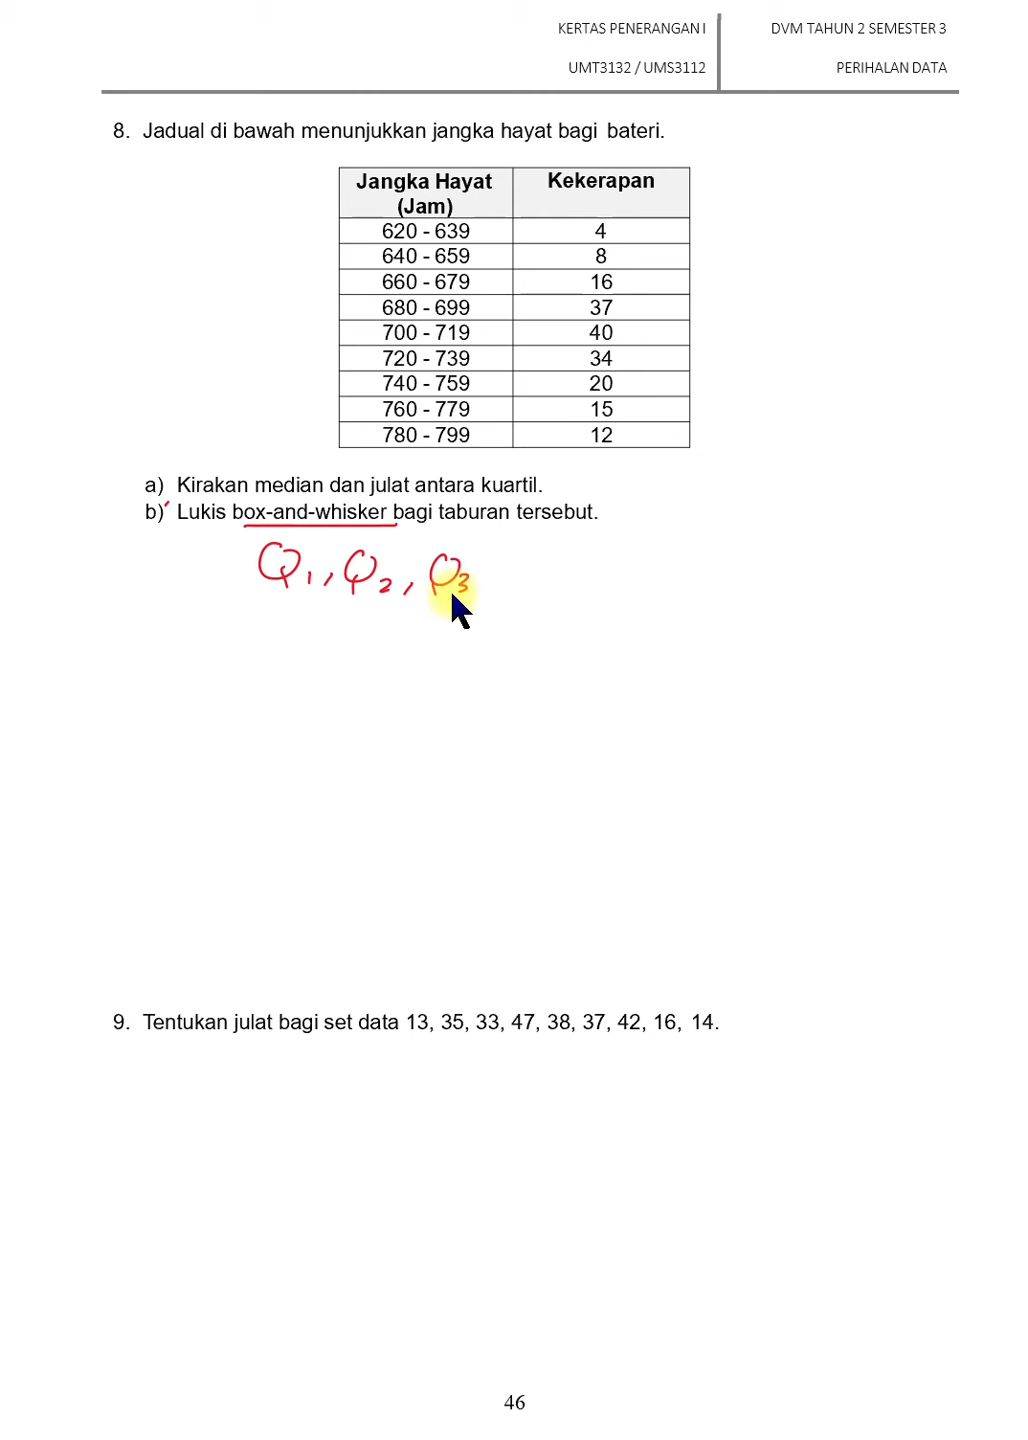 KERTAS PENERANGAN I
DVM TAHUN 2 SEMESTER 3
UMT3132 / UMS3112
PERIHALAN DATA
8. Jadual di bawah menunjukkan jangka hayat bagi bateri.
Jangka Hayat (Jam) Kekerapan
620 - 639 4
640 - 659 8
660 - 679 16
680 - 699 37
700 - 719 40
720 - 739 34
740 - 759 20
760 - 779 15
780 - 799 12
a) Kirakan median dan julat antara kuartil.
b) Lukis box-and-whisker bagi taburan tersebut.
Q1, Q2, Q3
9. Tentukan julat bagi set data 13, 35, 33, 47, 38, 37, 42, 16, 14.
46